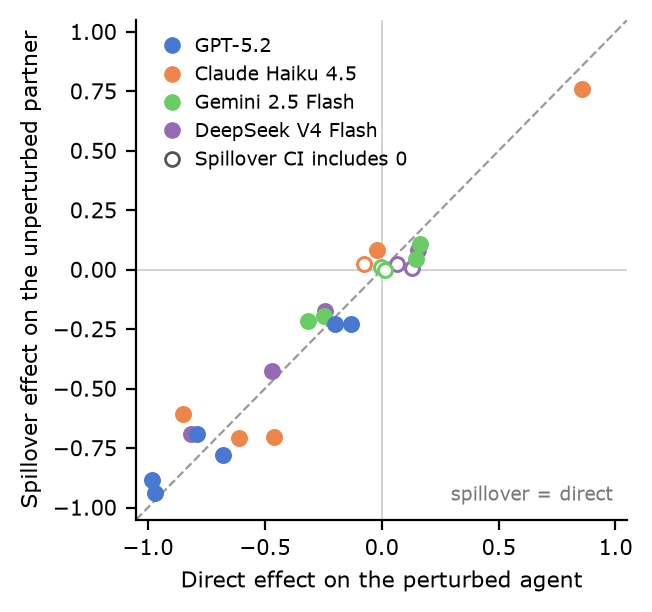 1.00
0.75
0.50
0.25
0.00
−0.25
−0.50
−0.75
−1.00
Spillover effect on the unperturbed partner
GPT-5.2
Claude Haiku 4.5
Gemini 2.5 Flash
DeepSeek V4 Flash
Spillover CI includes 0
spillover = direct
−1.0
−0.5
0.0
0.5
1.0
Direct effect on the perturbed agent